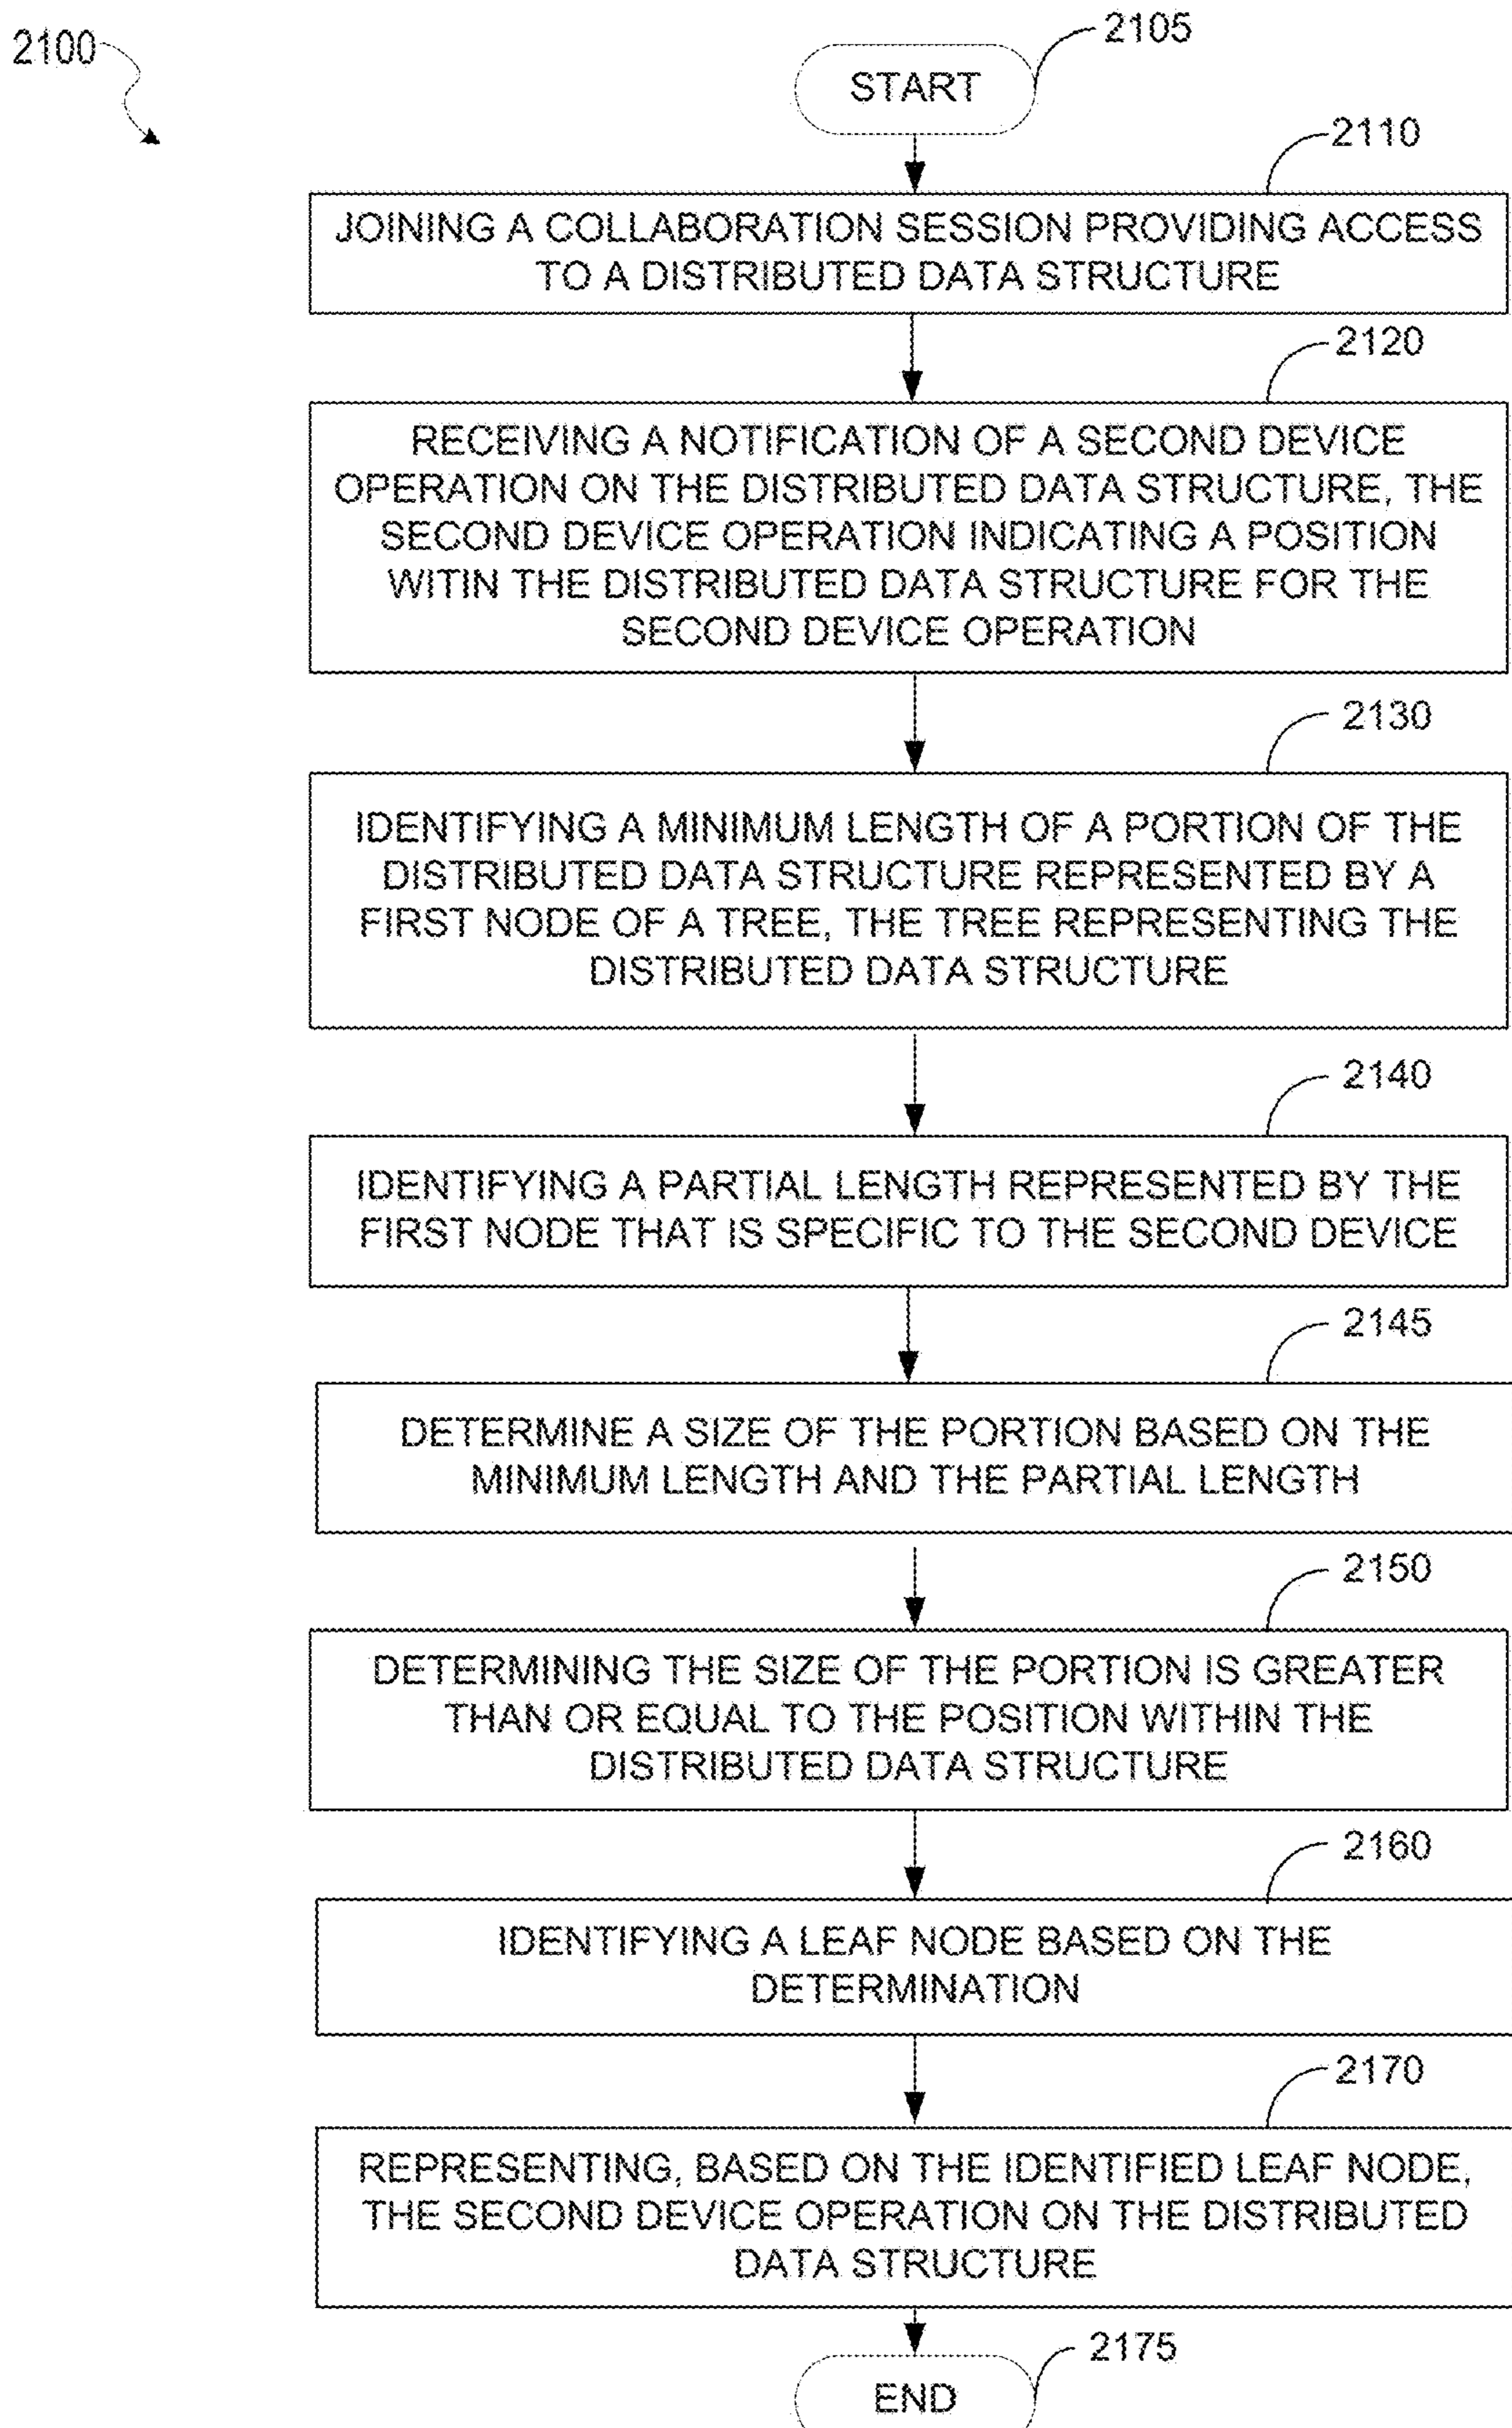 2100
2105
START
2110
JOINING A COLLABORATION SESSION PROVIDING ACCESS
TO A DISTRIBUTED DATA STRUCTURE
2120
RECEIVING A NOTIFICATION OF A SECOND DEVICE
OPERATION ON THE DISTRIBUTED DATA STRUCTURE, THE
SECOND DEVICE OPERATION INDICATING A POSITION
WITIN THE DISTRIBUTED DATA STRUCTURE FOR THE
SECOND DEVICE OPERATION
2130
IDENTIFYING A MINIMUM LENGTH OF A PORTION OF THE
DISTRIBUTED DATA STRUCTURE REPRESENTED BY A
FIRST NODE OF A TREE, THE TREE REPRESENTING THE
DISTRIBUTED DATA STRUCTURE
2140
IDENTIFYING A PARTIAL LENGTH REPRESENTED BY THE
FIRST NODE THAT IS SPECIFIC TO THE SECOND DEVICE
2145
DETERMINE A SIZE OF THE PORTION BASED ON THE
MINIMUM LENGTH AND THE PARTIAL LENGTH
2150
DETERMINING THE SIZE OF THE PORTION IS GREATER
THAN OR EQUAL TO THE POSITION WITHIN THE
DISTRIBUTED DATA STRUCTURE
2160
IDENTIFYING A LEAF NODE BASED ON THE
DETERMINATION
2170
REPRESENTING, BASED ON THE IDENTIFIED LEAF NODE,
THE SECOND DEVICE OPERATION ON THE DISTRIBUTED
DATA STRUCTURE
2175
END